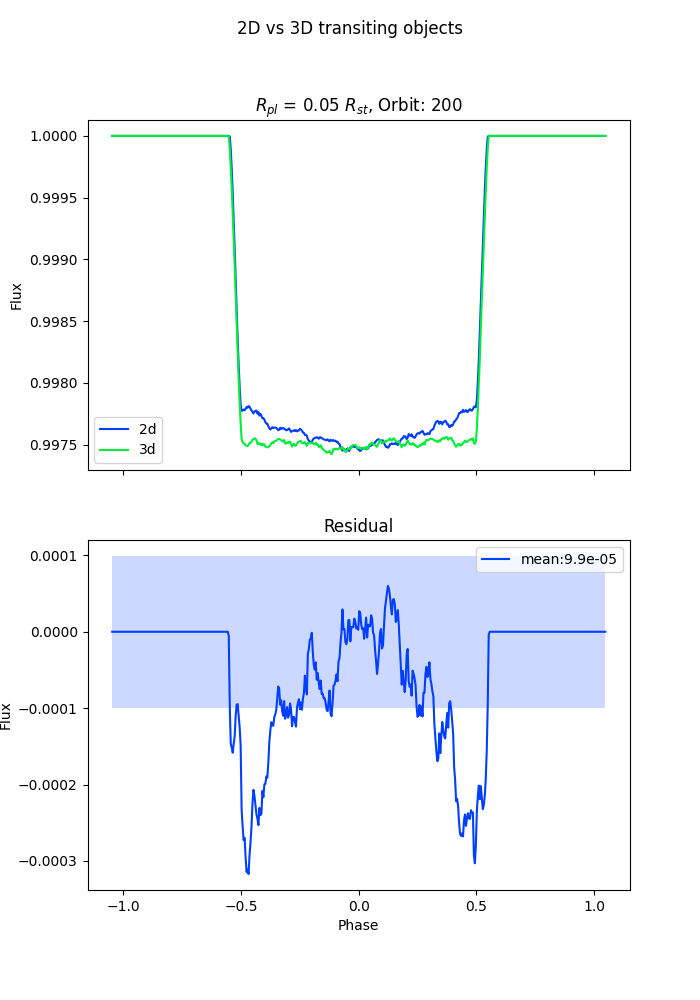 2D vs 3D transiting objects
R_pl = 0.05 R_st, Orbit: 200
1.0000
0.9995
0.9990
0.9985
0.9980
0.9975
Flux
2d
3d
Residual
mean:9.9e-05
0.0001
0.0000
−0.0001
−0.0002
−0.0003
Flux
−1.0
−0.5
0.0
0.5
1.0
Phase